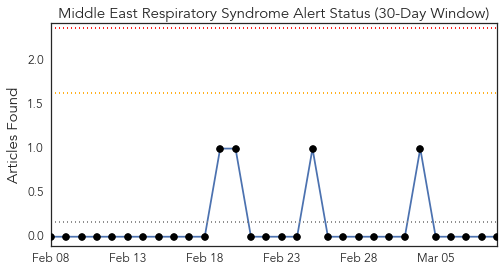 Middle East Respiratory Syndrome Alert Status (30-Day Window)
Articles Found
2.0
1.5
1.0
0.5
0.0
Feb 08 Feb 13 Feb 18 Feb 23 Feb 28 Mar 05